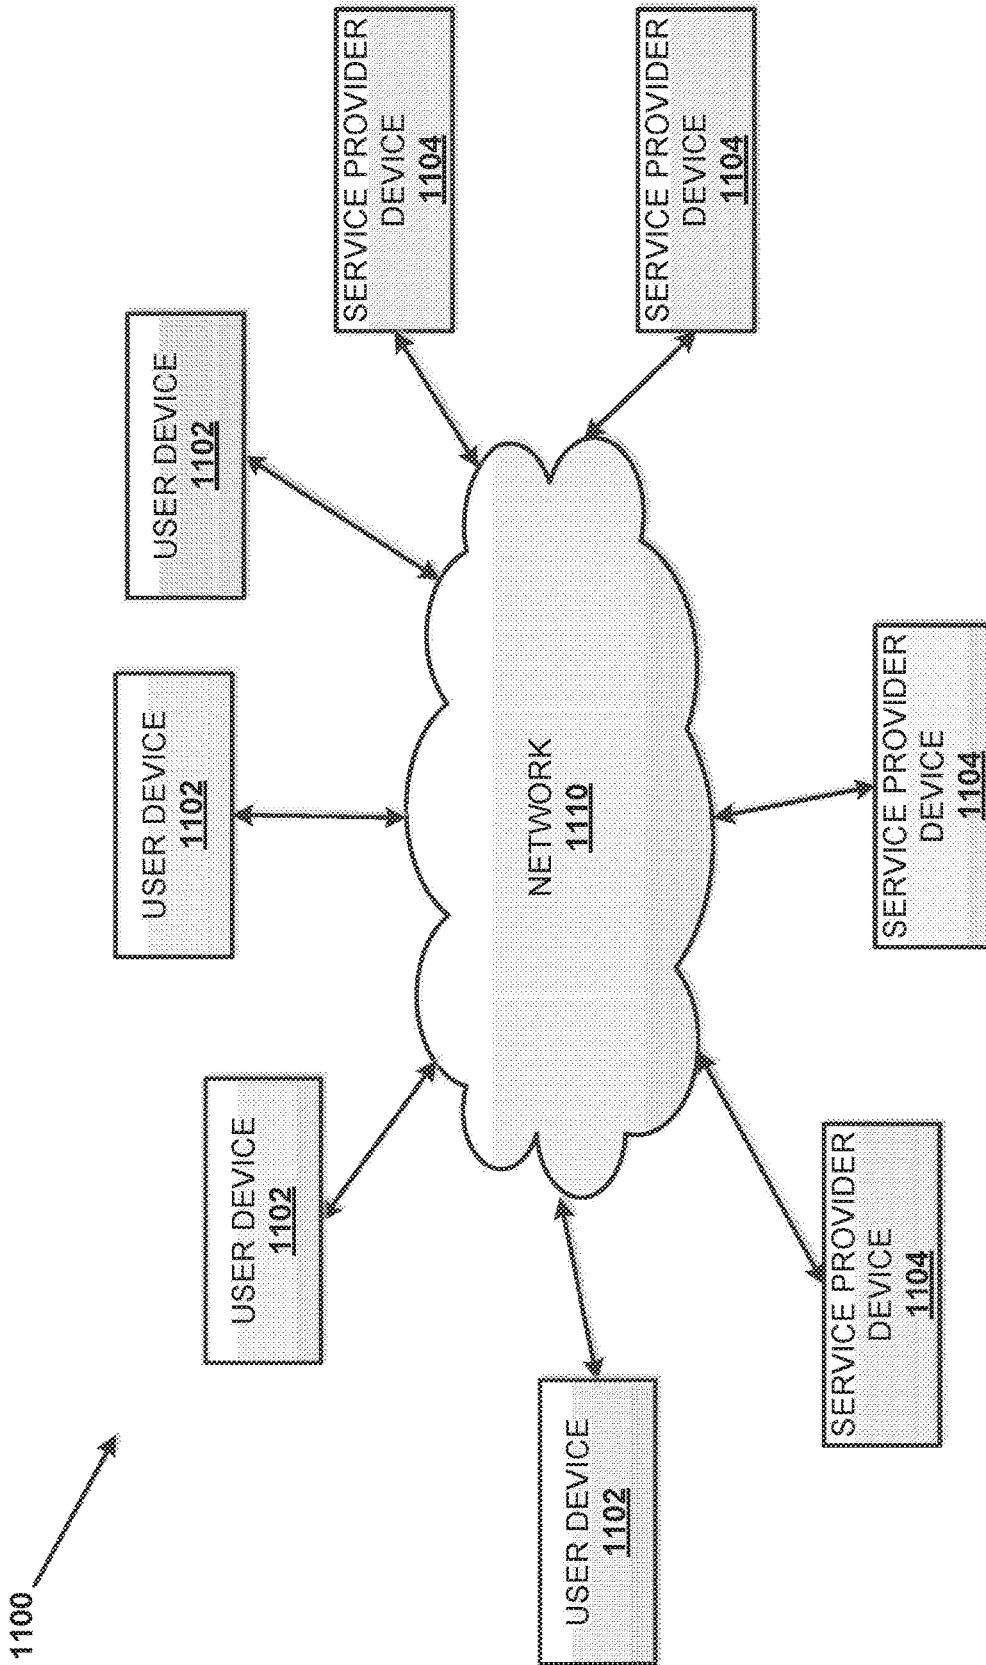 1100
USER DEVICE
1102
USER DEVICE
1102
USER DEVICE
1102
USER DEVICE
1102
NETWORK
1110
SERVICE PROVIDER
DEVICE
1104
SERVICE PROVIDER
DEVICE
1104
SERVICE PROVIDER
DEVICE
1104
SERVICE PROVIDER
DEVICE
1104